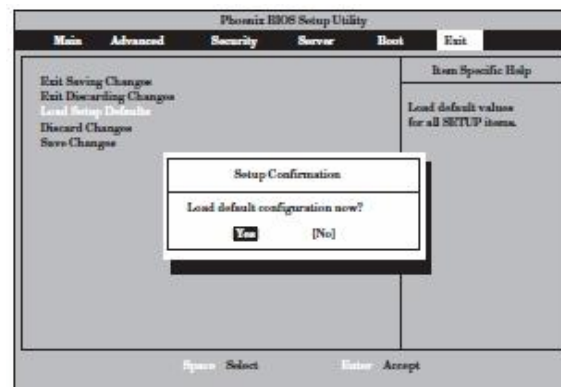 Phoenix BIOS Setup Utility
Main Advanced Security Server Boot Exit
Exit Saving Changes
Exit Discarding Changes
Load Setup Defaults
Discard Changes
Save Changes
Item Specific Help
Load default values
for all SETUP items.
Setup Confirmation
Load default configuration now?
Yes [No]
Space Select Enter Accept